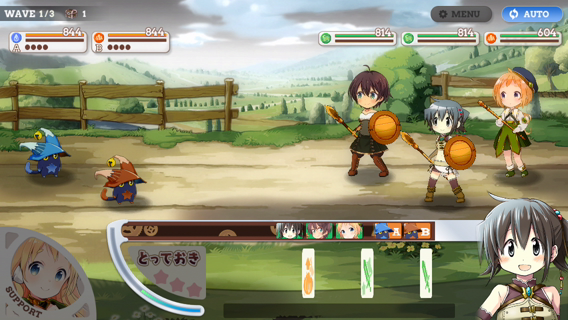 WAVE 1/3 1
MENU
AUTO
844
A
844
B
814
814
604
A
B
とっておき
SUPPORT